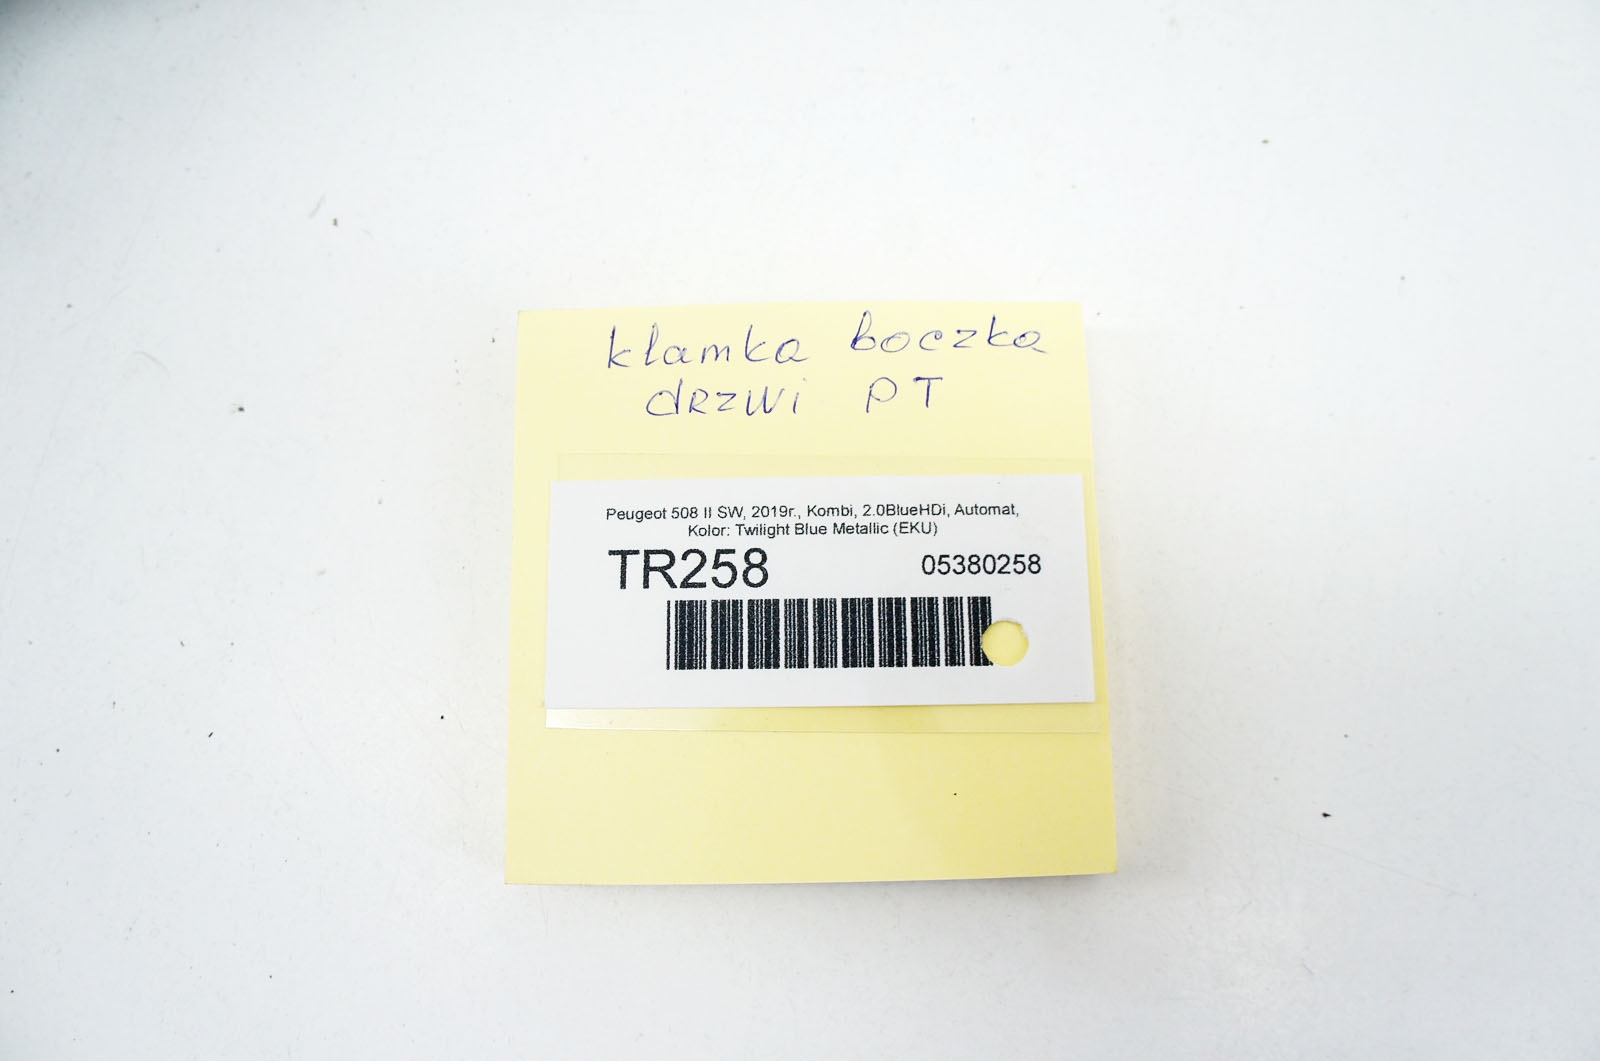 klamka boczka
drzwi PT
Peugeot 508 II SW, 2019r., Kombi, 2.0BlueHDi, Automat,
Kolor: Twilight Blue Metallic (EKU)
TR258 05380258